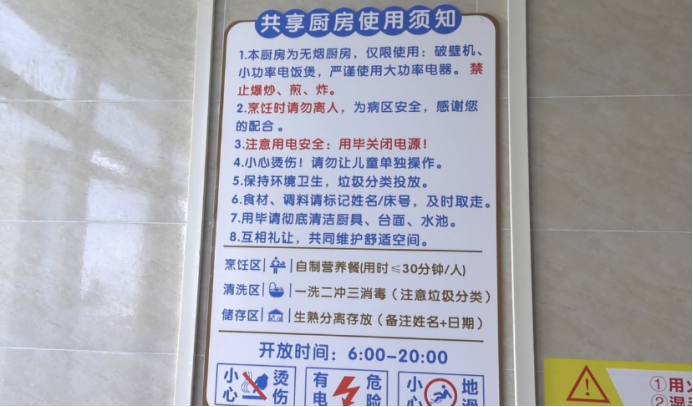 共享厨房使用须知
1.本厨房为无烟厨房，仅限使用：破壁机、
小功率电饭煲，严谨使用大功率电器。禁
止爆炒、煎、炸。
2.烹饪时请勿离人，为病区安全，感谢您
的配合。
3.注意用电安全：用毕关闭电源！
4.小心烫伤！请勿让儿童单独操作。
5.保持环境卫生，垃圾分类投放。
6.食材、调料请标记姓名/床号，及时取走。
7.用毕请彻底清洁厨具、台面、水池。
8.互相礼让，共同维护舒适空间。
烹饪区 自制营养餐(用时≤30分钟/人)
清洗区 一洗二冲三消毒（注意垃圾分类）
储存区 生熟分离存放（备注姓名+日期）
开放时间：6:00-20:00
小心烫伤
有电危险
小心地滑
①用火
②湿手